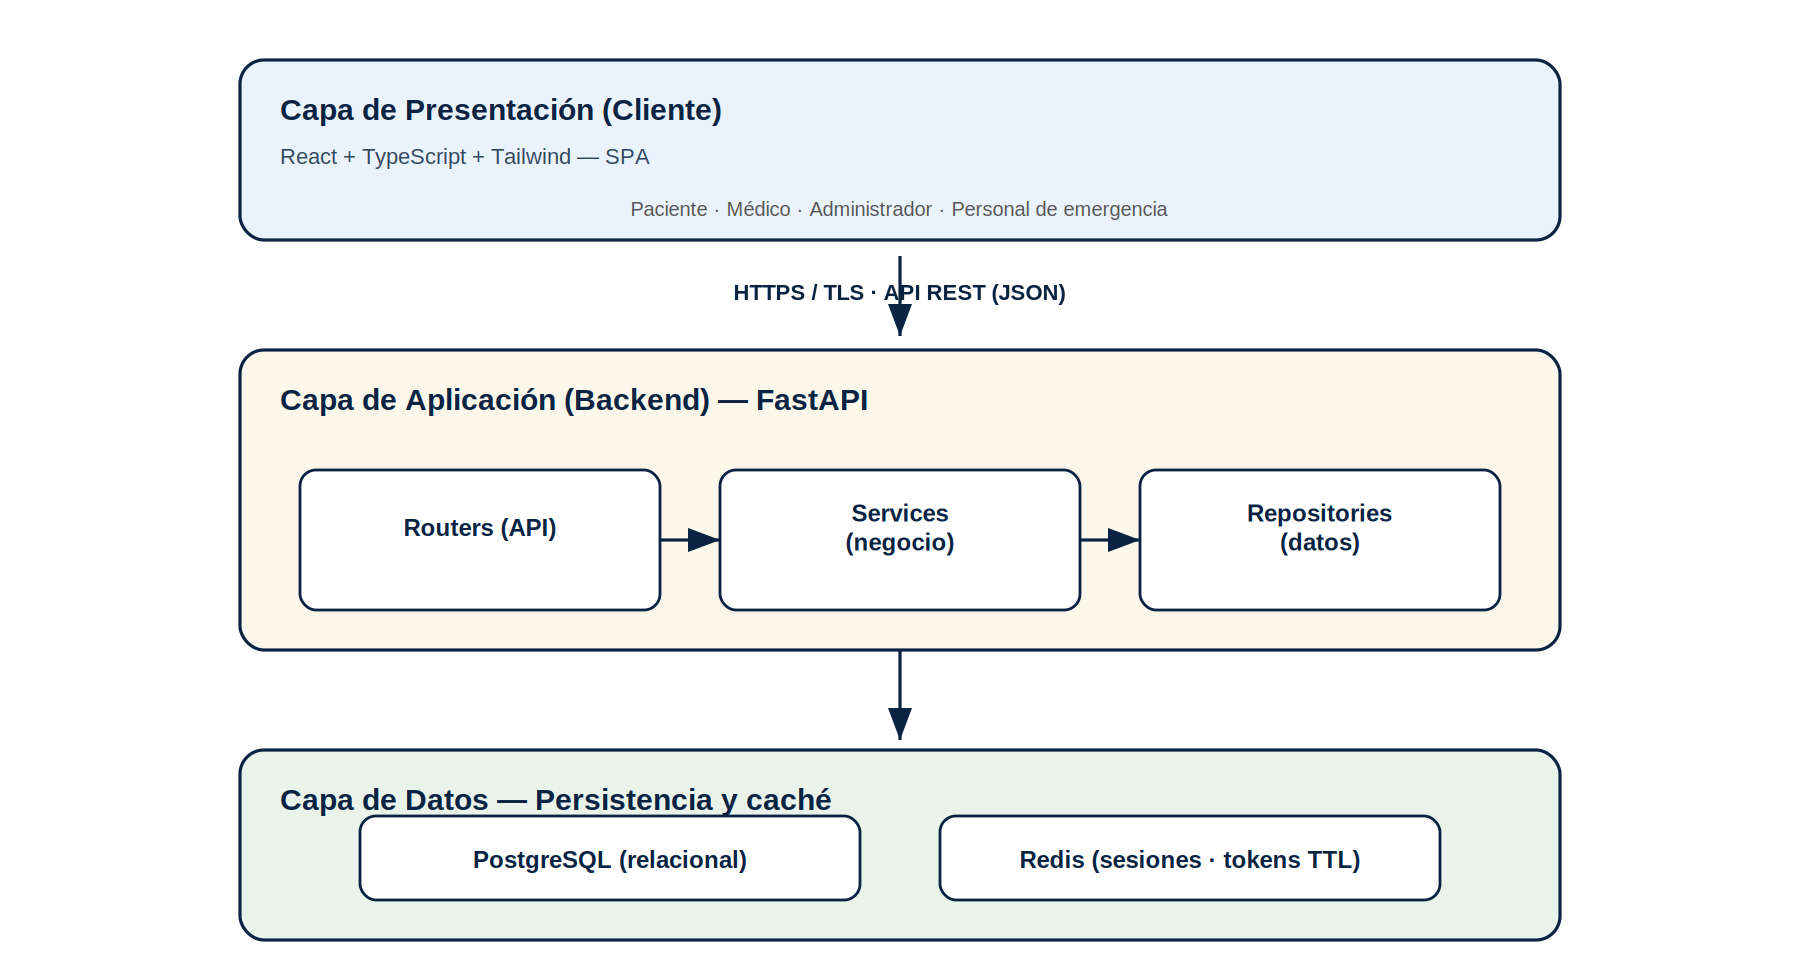 Capa de Presentación (Cliente)
React + TypeScript + Tailwind — SPA
Paciente · Médico · Administrador · Personal de emergencia
HTTPS / TLS · API REST (JSON)
Capa de Aplicación (Backend) — FastAPI
Routers (API)
Services
(negocio)
Repositories
(datos)
Capa de Datos — Persistencia y caché
PostgreSQL (relacional)
Redis (sesiones · tokens TTL)